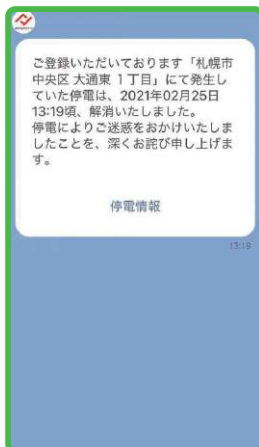 ご登録いただいております「札幌市
中央区 大通東 1丁目」にて発生し
ていた停電は、2021年02月25日
13:19頃、解消いたしました。
停電によりご迷惑をおかけいたしま
したことを、深くお詫び申し上げま
す。
停電情報
13:19